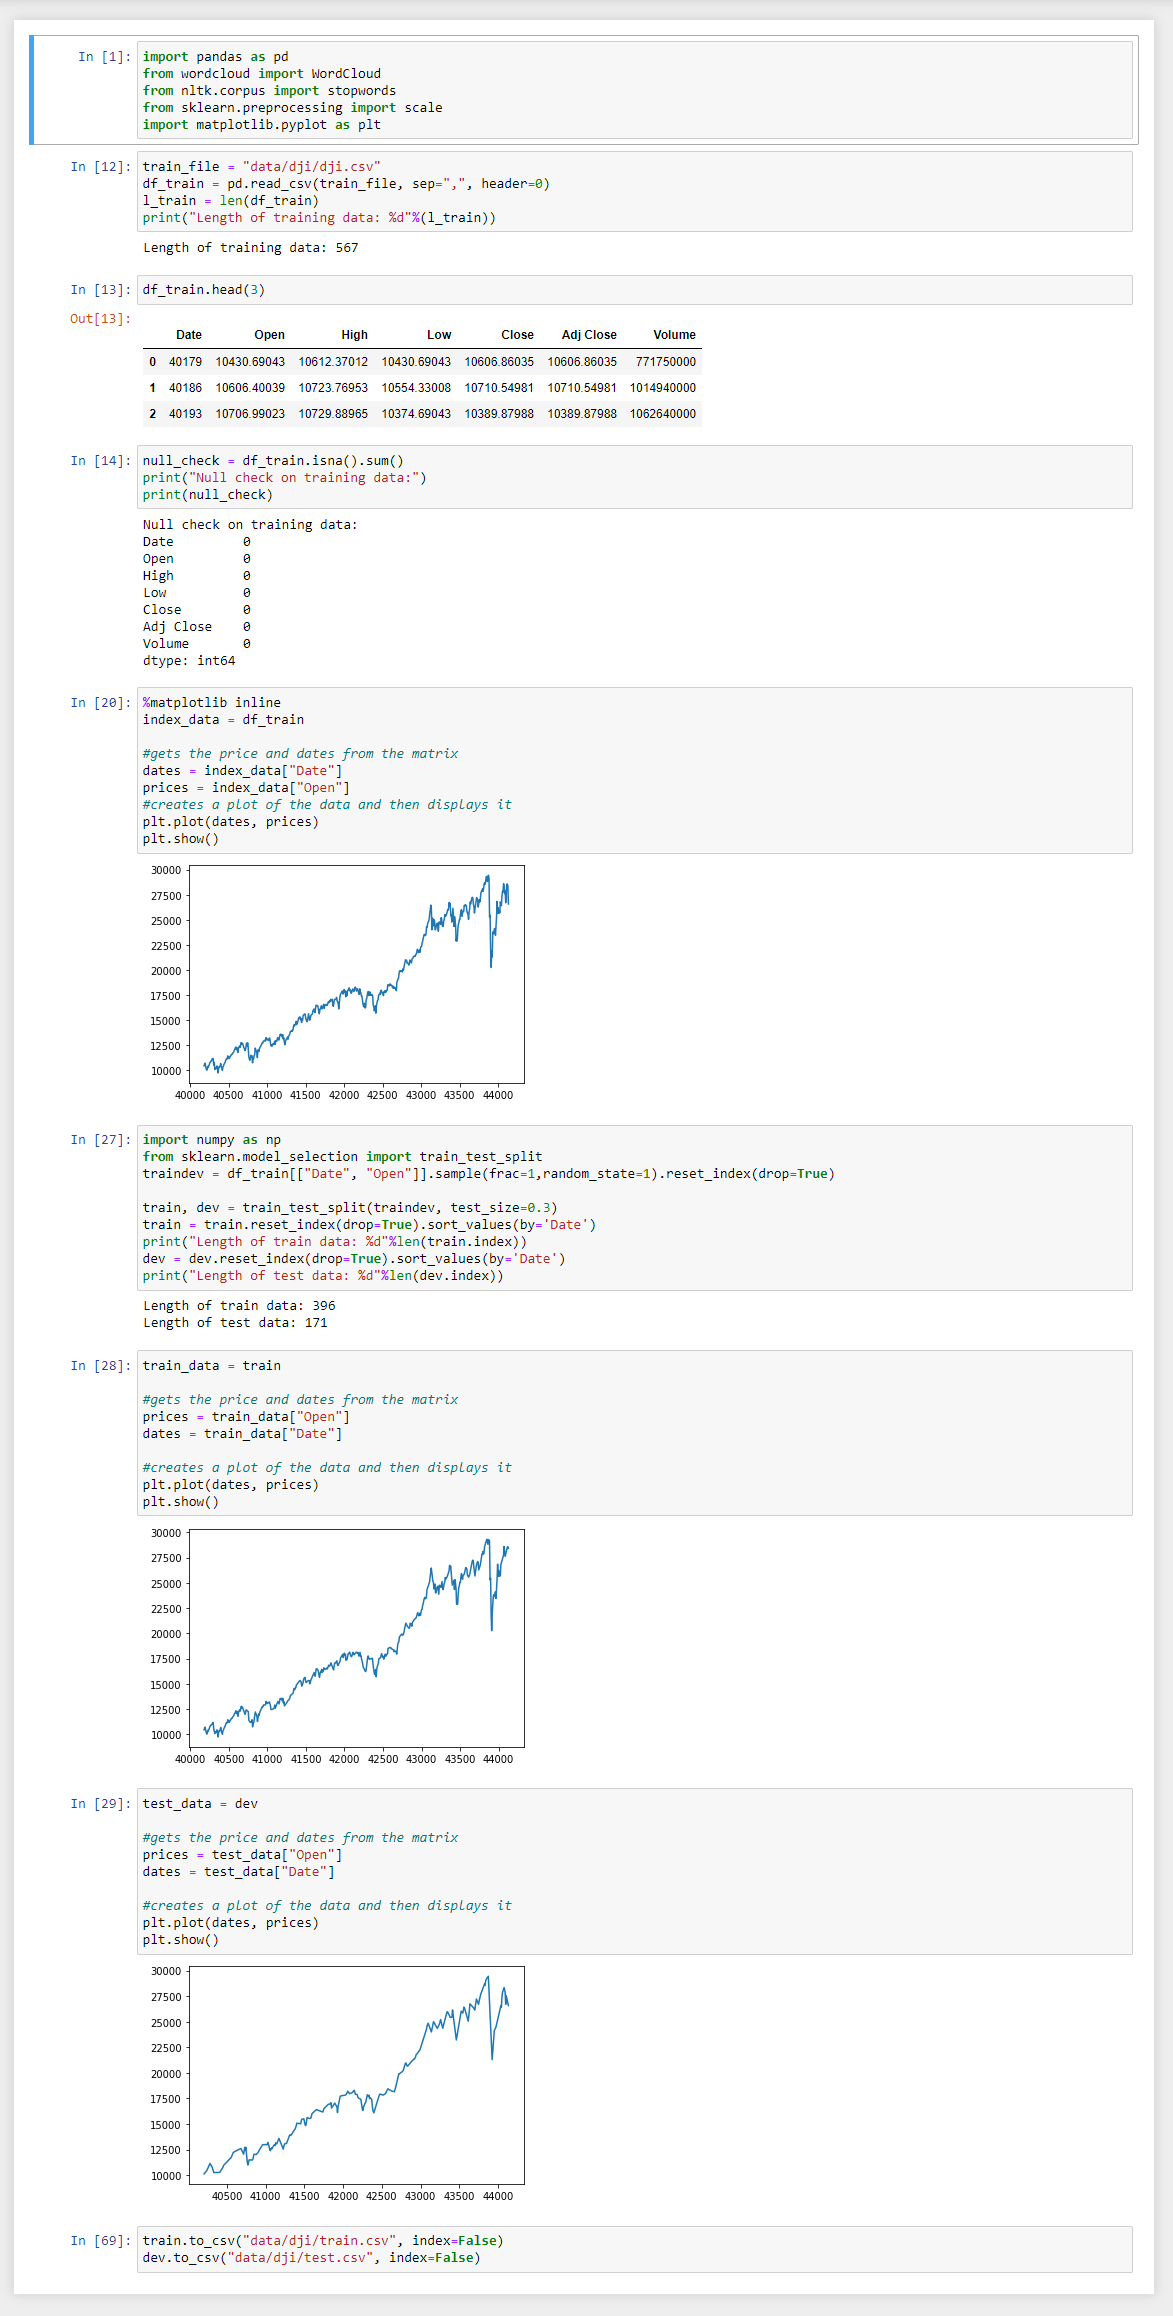 In [1]: import pandas as pd
from wordcloud import WordCloud
from nltk.corpus import stopwords
from sklearn.preprocessing import scale
import matplotlib.pyplot as plt
In [12]: train_file = "data/dji/dji.csv"
df_train = pd.read_csv(train_file, sep=",", header=0)
l_train = len(df_train)
print("Length of training data: %d"%(l_train))
Length of training data: 567
In [13]: df_train.head(3)
Out[13]:
Date Open High Low Close Adj Close Volume
0 40179 10430.69043 10612.37012 10430.69043 10606.86035 10606.86035 771750000
1 40186 10606.40039 10723.76953 10554.33008 10710.54981 10710.54981 1014940000
2 40193 10706.99023 10729.88965 10374.69043 10389.87988 10389.87988 1062640000
In [14]: null_check = df_train.isna().sum()
print("Null check on training data:")
print(null_check)
Null check on training data:
Date 0
Open 0
High 0
Low 0
Close 0
Adj Close 0
Volume 0
dtype: int64
In [20]: %matplotlib inline
index_data = df_train
#gets the price and dates from the matrix
dates = index_data["Date"]
prices = index_data["Open"]
#creates a plot of the data and then displays it
plt.plot(dates, prices)
plt.show()
30000
27500
25000
22500
20000
17500
15000
12500
10000
40000 40500 41000 41500 42000 42500 43000 43500 44000
In [27]: import numpy as np
from sklearn.model_selection import train_test_split
traindev = df_train[["Date", "Open"]].sample(frac=1,random_state=1).reset_index(drop=True)
train, dev = train_test_split(traindev, test_size=0.3)
train = train.reset_index(drop=True).sort_values(by='Date')
print("Length of train data: %d"%len(train.index))
dev = dev.reset_index(drop=True).sort_values(by='Date')
print("Length of test data: %d"%len(dev.index))
Length of train data: 396
Length of test data: 171
In [28]: train_data = train
#gets the price and dates from the matrix
prices = train_data["Open"]
dates = train_data["Date"]
#creates a plot of the data and then displays it
plt.plot(dates, prices)
plt.show()
30000
27500
25000
22500
20000
17500
15000
12500
10000
40000 40500 41000 41500 42000 42500 43000 43500 44000
In [29]: test_data = dev
#gets the price and dates from the matrix
prices = test_data["Open"]
dates = test_data["Date"]
#creates a plot of the data and then displays it
plt.plot(dates, prices)
plt.show()
30000
27500
25000
22500
20000
17500
15000
12500
10000
40500 41000 41500 42000 42500 43000 43500 44000
In [69]: train.to_csv("data/dji/train.csv", index=False)
dev.to_csv("data/dji/test.csv", index=False)